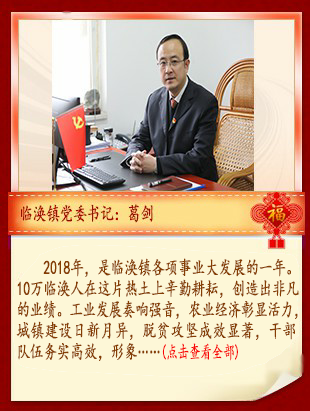 临涣镇党委书记：葛剑
福
2018年，是临涣镇各项事业大发展的一年。
10万临涣人在这片热土上辛勤耕耘，创造出非凡
的业绩。工业发展奏响强音，农业经济彰显活力，
城镇建设日新月异，脱贫攻坚成效显著，干部
队伍务实高效，形象……(点击查看全部)